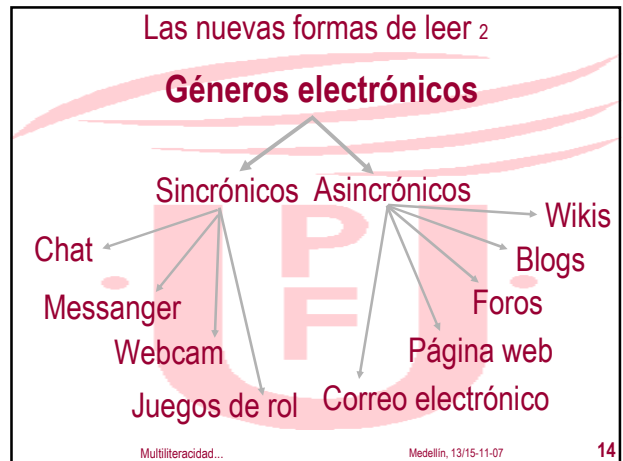 Las nuevas formas de leer 2
Géneros electrónicos
Sincrónicos Asincrónicos
Wikis
Chat
Blogs
Messanger
Foros
Webcam
Página web
Juegos de rol
Correo electrónico
Multiliteracidad... Medellín, 13/15-11-07 14
U
P
F